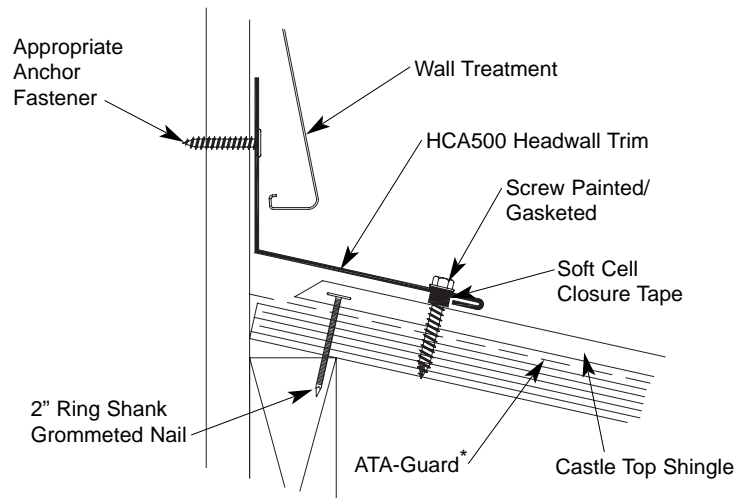 Appropriate
Anchor
Fastener
Wall Treatment
HCA500 Headwall Trim
Screw Painted/
Gasketed
Soft Cell
Closure Tape
2” Ring Shank
Grommeted Nail
ATA-Guard*
Castle Top Shingle